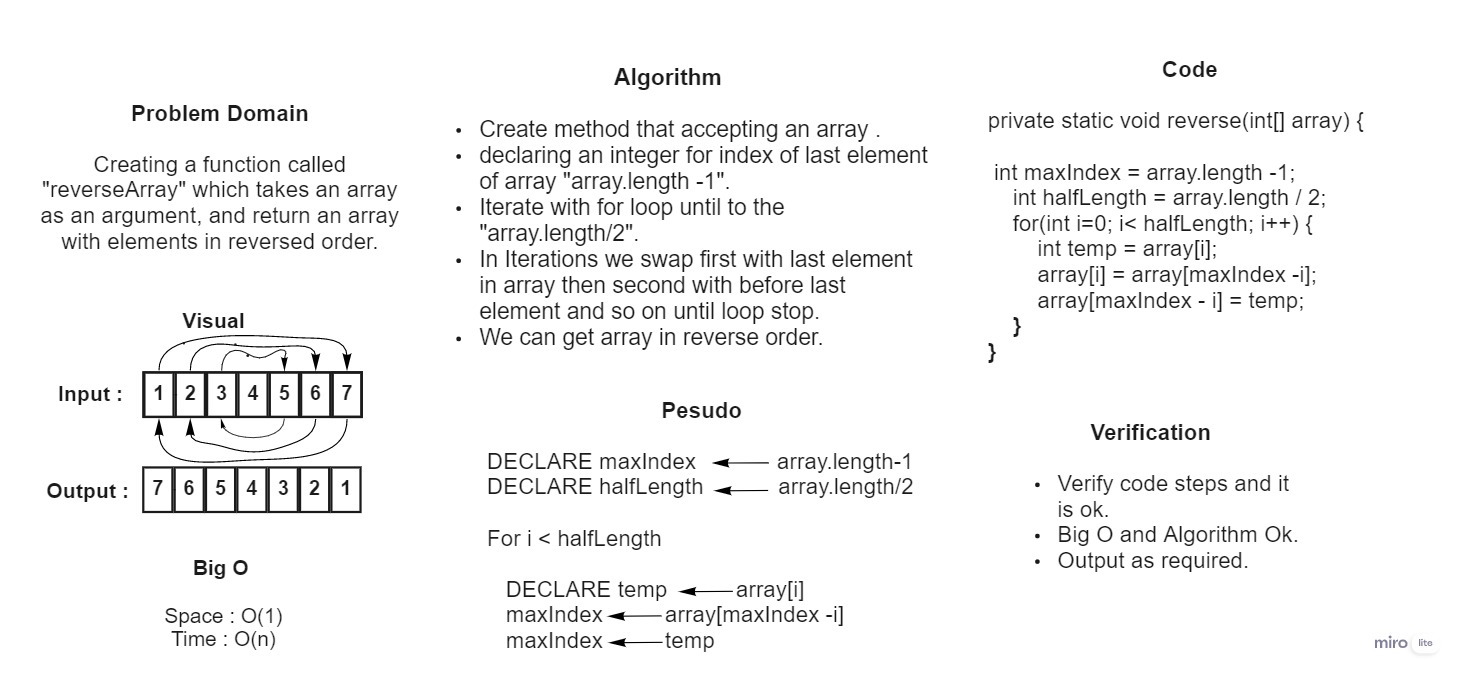 Problem Domain
Creating a function called
"reverseArray" which takes an array
as an argument, and return an array
with elements in reversed order.
Visual
Input :
1 2 3 4 5 6 7
Output :
7 6 5 4 3 2 1
Big O
Space : O(1)
Time : O(n)
Algorithm
• Create method that accepting an array .
• declaring an integer for index of last element
of array "array.length -1".
• Iterate with for loop until to the
"array.length/2".
• In Iterations we swap first with last element
in array then second with before last
element and so on until loop stop.
• We can get array in reverse order.
Pesudo
DECLARE maxIndex ← array.length-1
DECLARE halfLength ← array.length/2
For i < halfLength
DECLARE temp ← array[i]
maxIndex ← array[maxIndex -i]
maxIndex ← temp
Code
private static void reverse(int[] array) {
int maxIndex = array.length -1;
int halfLength = array.length / 2;
for(int i=0; i< halfLength; i++) {
int temp = array[i];
array[i] = array[maxIndex -i];
array[maxIndex - i] = temp;
}
}
Verification
• Verify code steps and it
is ok.
• Big O and Algorithm Ok.
• Output as required.
miro lite